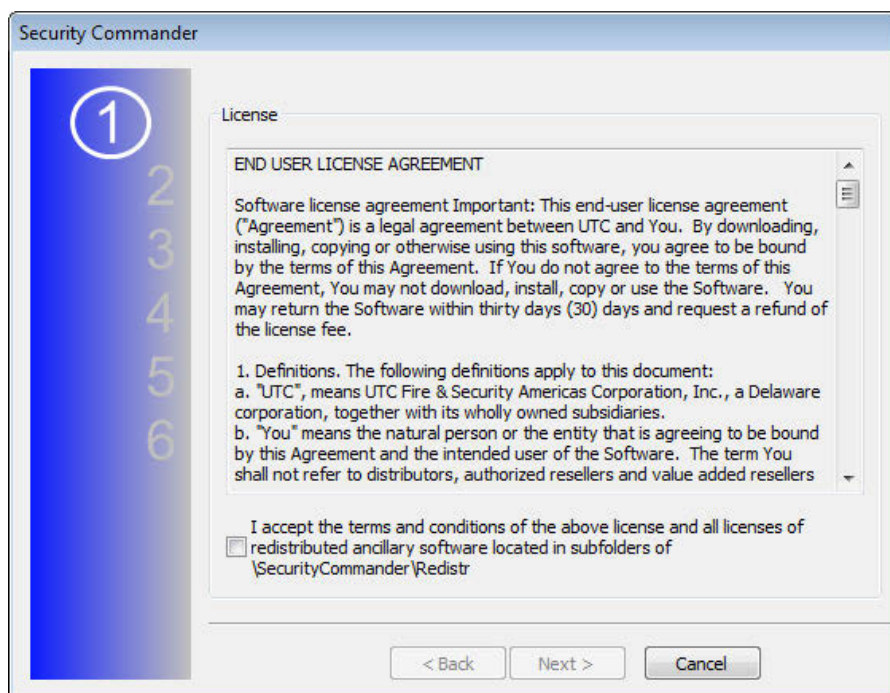 Security Commander
1
2
3
4
5
6
License
END USER LICENSE AGREEMENT
Software license agreement Important: This end-user license agreement
("Agreement") is a legal agreement between UTC and You.  By downloading,
installing, copying or otherwise using this software, you agree to be bound
by the terms of this Agreement.  If You do not agree to the terms of this
Agreement, You may not download, install, copy or use the Software.   You
may return the Software within thirty days (30) days and request a refund of
the license fee.
1. Definitions. The following definitions apply to this document:
a. "UTC", means UTC Fire & Security Americas Corporation, Inc., a Delaware
corporation, together with its wholly owned subsidiaries.
b. "You" means the natural person or the entity that is agreeing to be bound
by this Agreement and the intended user of the Software.  The term You
shall not refer to distributors, authorized resellers and value added resellers
I accept the terms and conditions of the above license and all licenses of
redistributed ancillary software located in subfolders of
\SecurityCommander\Redistr
< Back
Next >
Cancel